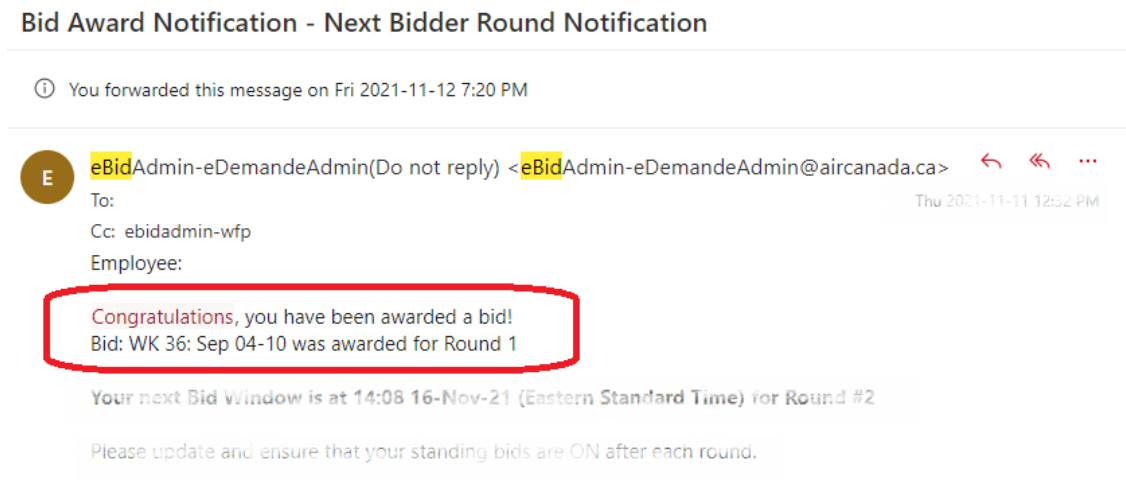 Bid Award Notification - Next Bidder Round Notification
You forwarded this message on Fri 2021-11-12 7:20 PM
E
eBidAdmin-eDemandeAdmin(Do not reply) <eBidAdmin-eDemandeAdmin@aircanada.ca>
To:
Thu 2021-11-11 12:32 PM
Cc: ebidadmin-wfp
Employee:
Congratulations, you have been awarded a bid!
Bid: WK 36: Sep 04-10 was awarded for Round 1
Your next Bid Window is at 14:08 16-Nov-21 (Eastern Standard Time) for Round #2
Please update and ensure that your standing bids are ON after each round.